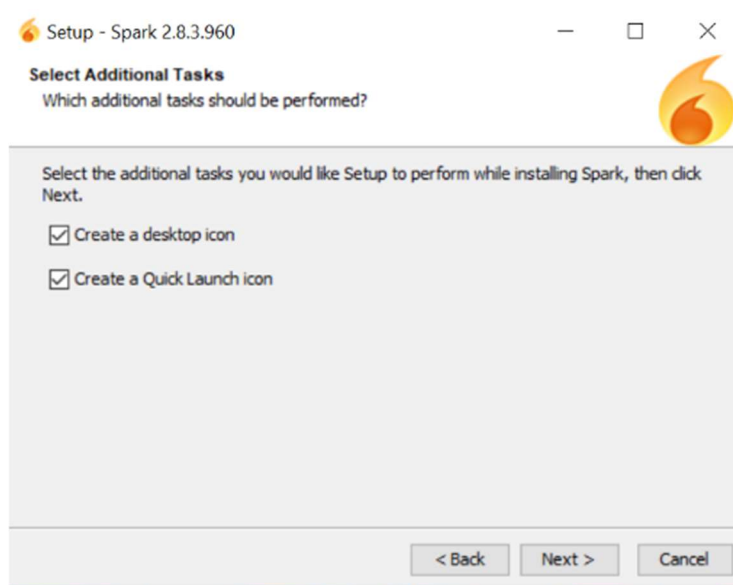 Setup - Spark 2.8.3.960
Select Additional Tasks
Which additional tasks should be performed?
Select the additional tasks you would like Setup to perform while installing Spark, then click
Next.
Create a desktop icon
Create a Quick Launch icon
< Back
Next >
Cancel